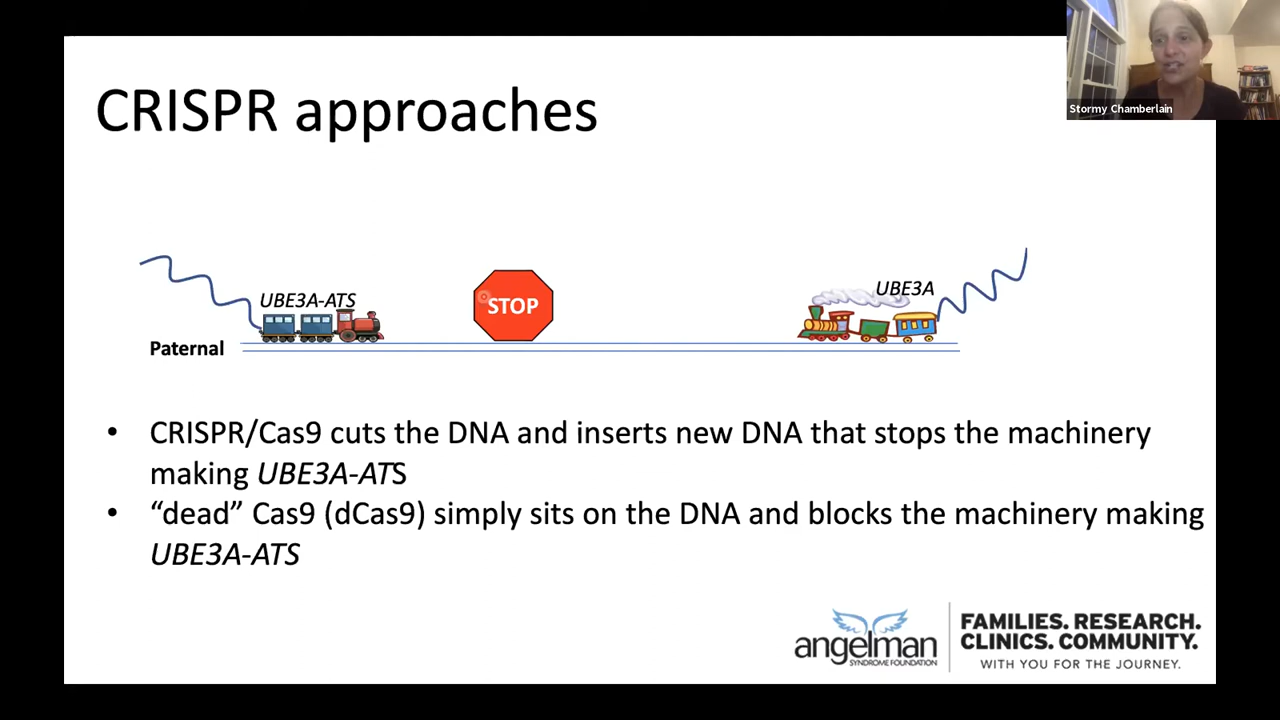 CRISPR approaches
Stormy Chamberlain
UBE3A-ATS
STOP
UBE3A
Paternal
• CRISPR/Cas9 cuts the DNA and inserts new DNA that stops the machinery
making UBE3A-ATS
• “dead” Cas9 (dCas9) simply sits on the DNA and blocks the machinery making
UBE3A-ATS
angelman
SYNDROME FOUNDATION
FAMILIES. RESEARCH.
CLINICS. COMMUNITY.
WITH YOU FOR THE JOURNEY.